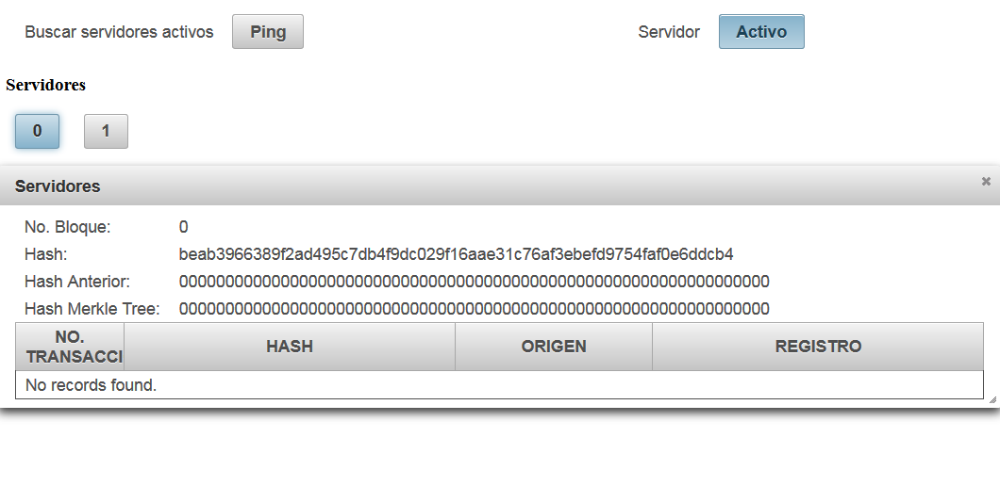 Buscar servidores activos Ping Servidor Activo
Servidores
0 1
Servidores
No. Bloque: 0
Hash: beab3966389f2ad495c7db4f9dc029f16aae31c76af3ebefd9754faf0e6ddcb4
Hash Anterior: 0000000000000000000000000000000000000000000000000000000000000000
Hash Merkle Tree: 0000000000000000000000000000000000000000000000000000000000000000
NO. TRANSACCI HASH ORIGEN REGISTRO
No records found.